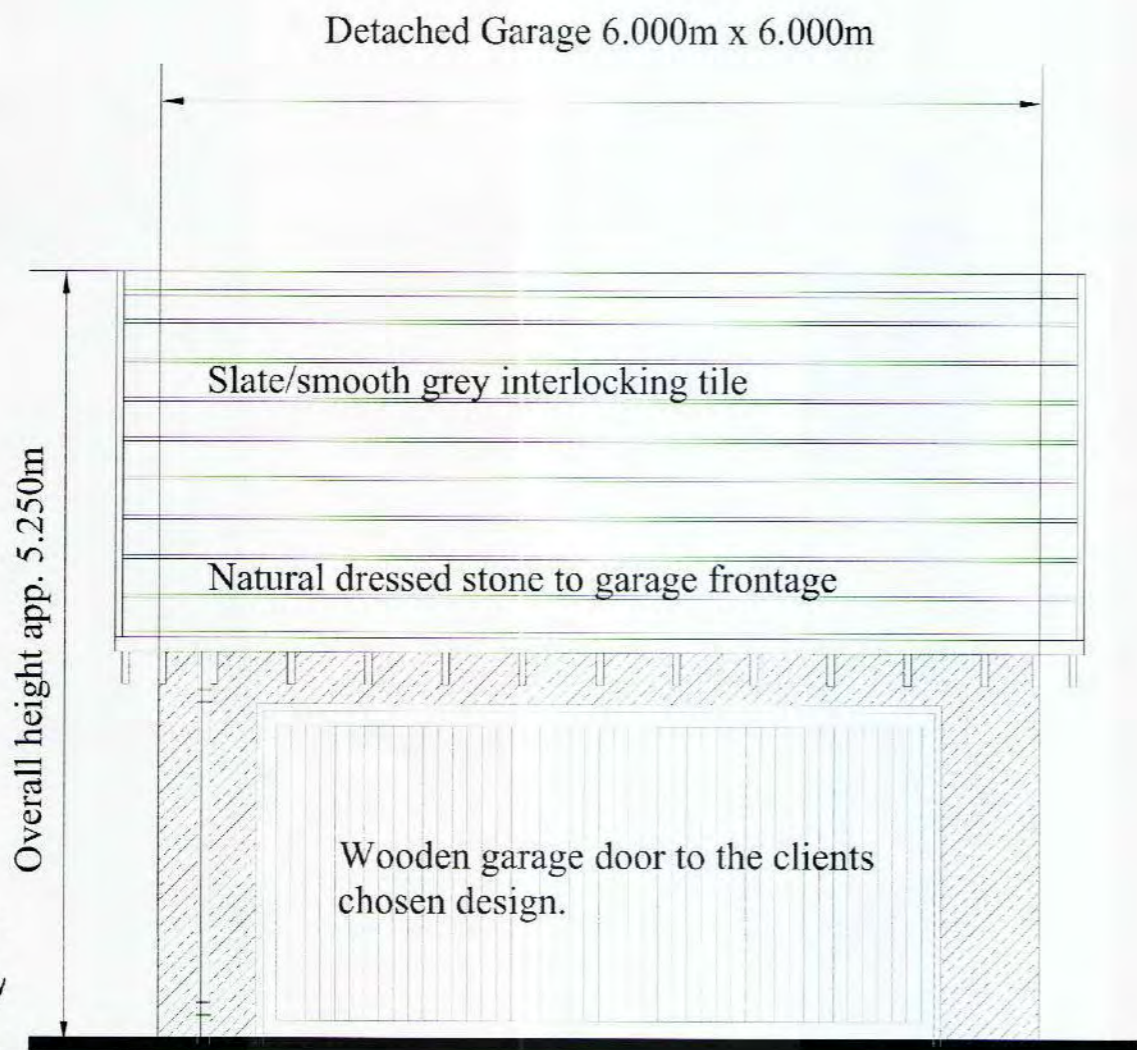 Detached Garage 6.000m x 6.000m
Overall height app. 5.250m
Slate/smooth grey interlocking tile
Natural dressed stone to garage frontage
Wooden garage door to the clients
chosen design.